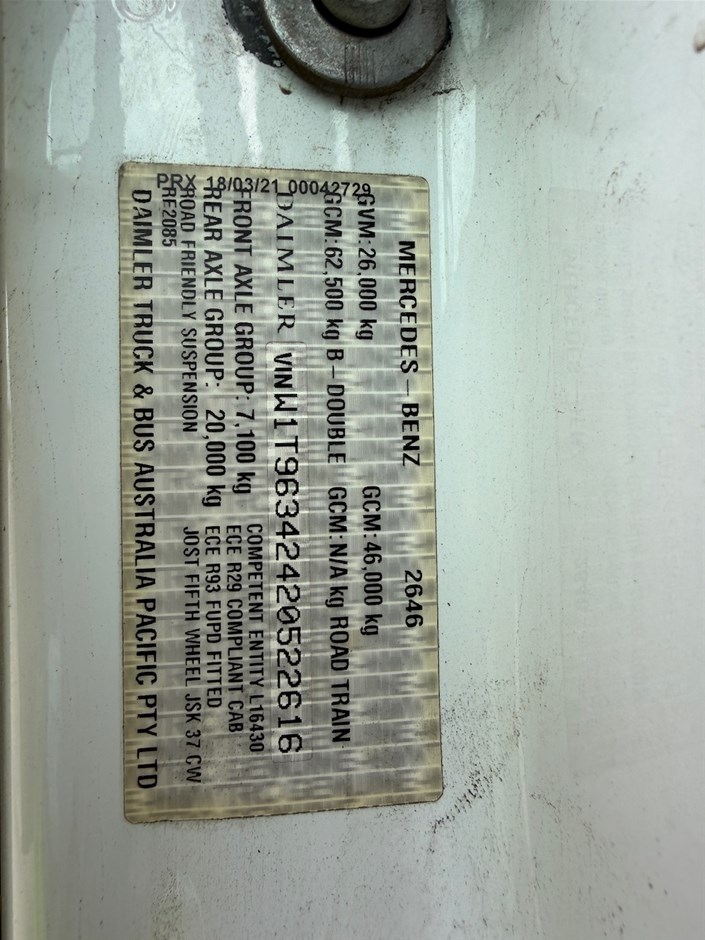 MERCEDES-BENZ 2646
GVM: 26,000 kg GCM: 46,000 kg
GCM: 62,500 kg B-DOUBLE GCM: N/A kg ROAD TRAIN
PRX 18/03/21 00042729
DAIMLER VINW1T96342420522616
FRONT AXLE GROUP: 7,100 kg COMPETENT ENTITY L16430
REAR AXLE GROUP: 20,000 kg ECE R29 COMPLIANT CAB
ECE R93 FUPD FITTED
ROAD FRIENDLY SUSPENSION JOST FIFTH WHEEL JSK 37 CW
RF2085
DAIMLER TRUCK & BUS AUSTRALIA PACIFIC PTY LTD